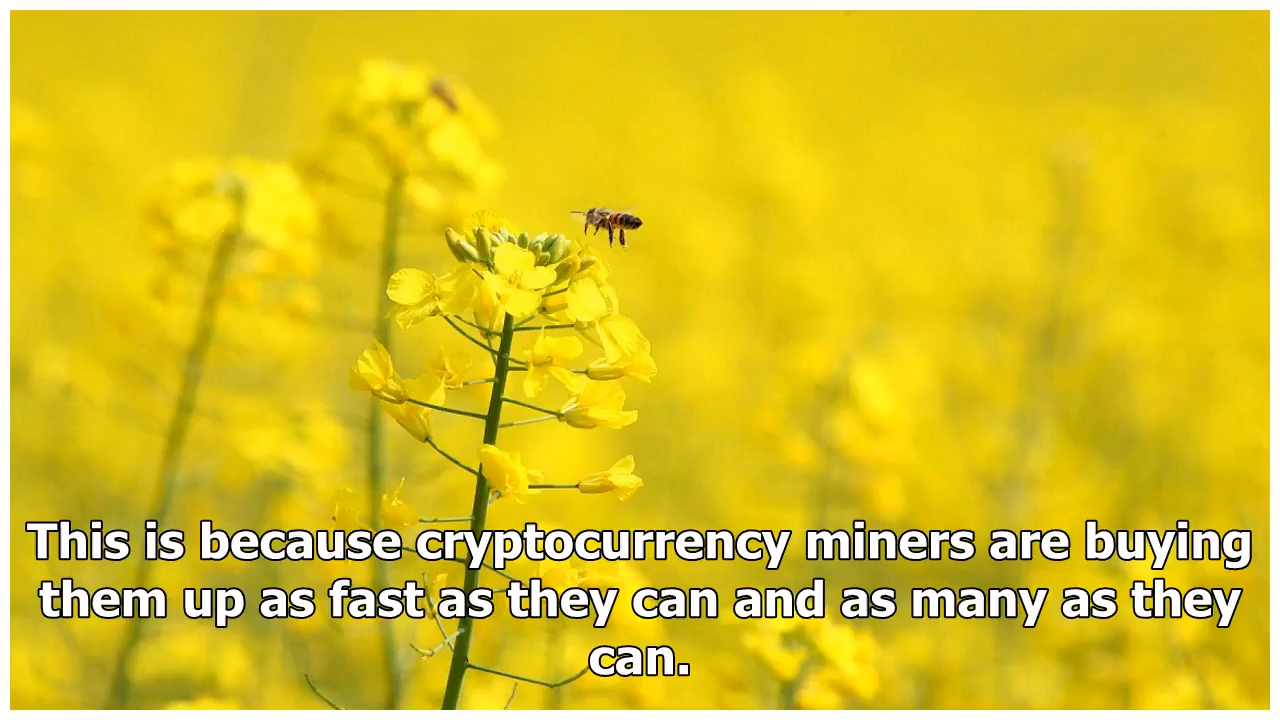 This is because cryptocurrency miners are buying
them up as fast as they can and as many as they
can.